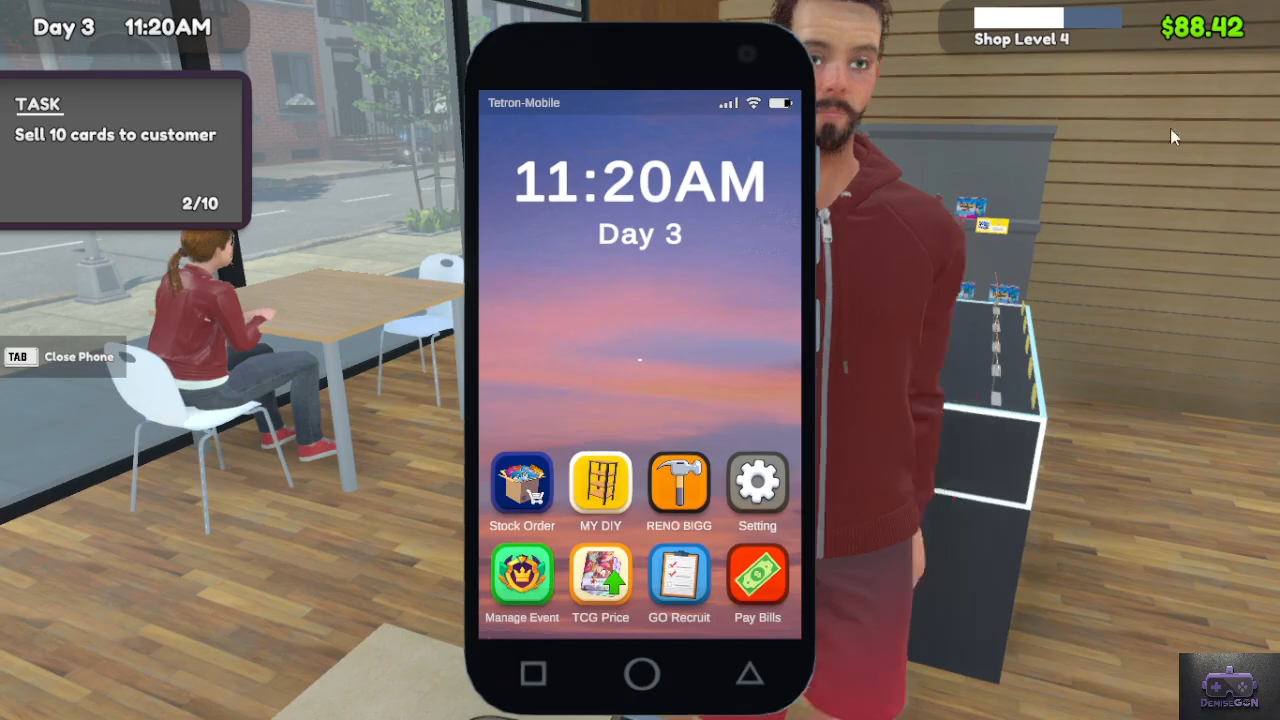 Day 3 11:20AM
Shop Level 4
$88.42
TASK
Sell 10 cards to customer
2/10
TAB Close Phone
Tetron-Mobile
11:20AM
Day 3
Stock Order MY DIY RENO BIGG Setting
Manage Event TCG Price GO Recruit Pay Bills
DEMISEGON